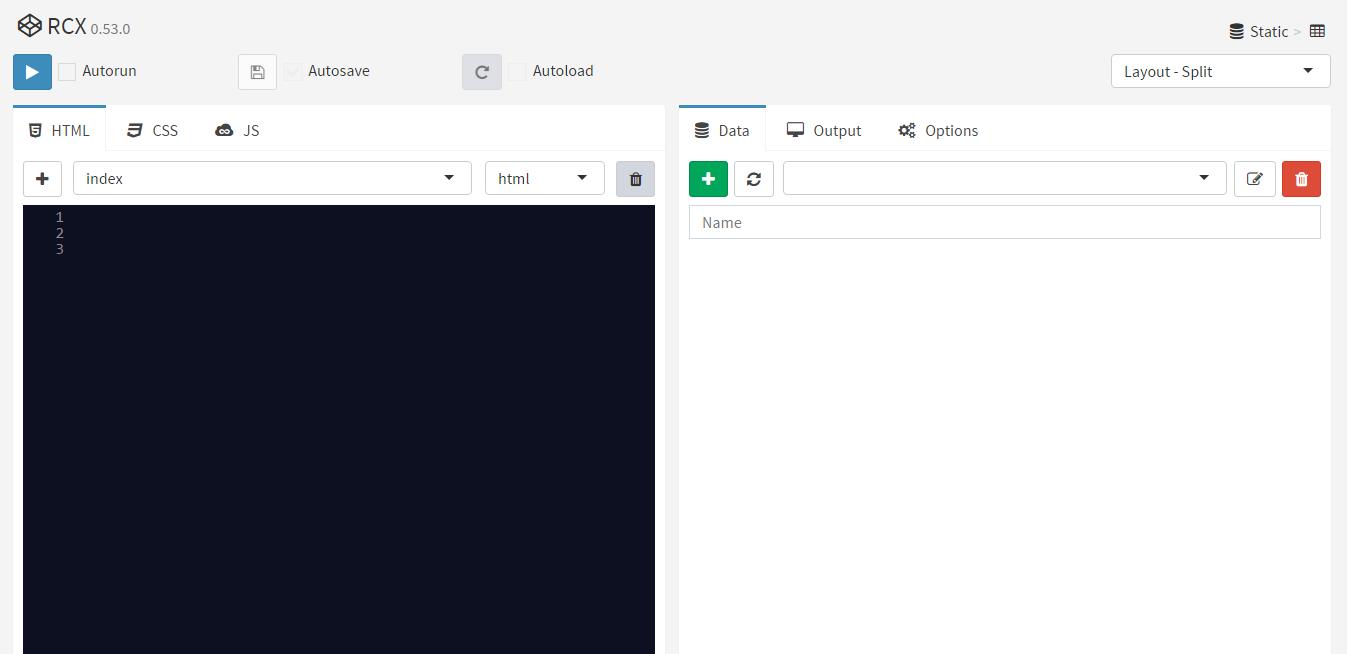 RCX 0.53.0
Static >
Autorun
Autosave
Autoload
Layout - Split
HTML CSS JS
Data Output Options
index html
Name
1
2
3